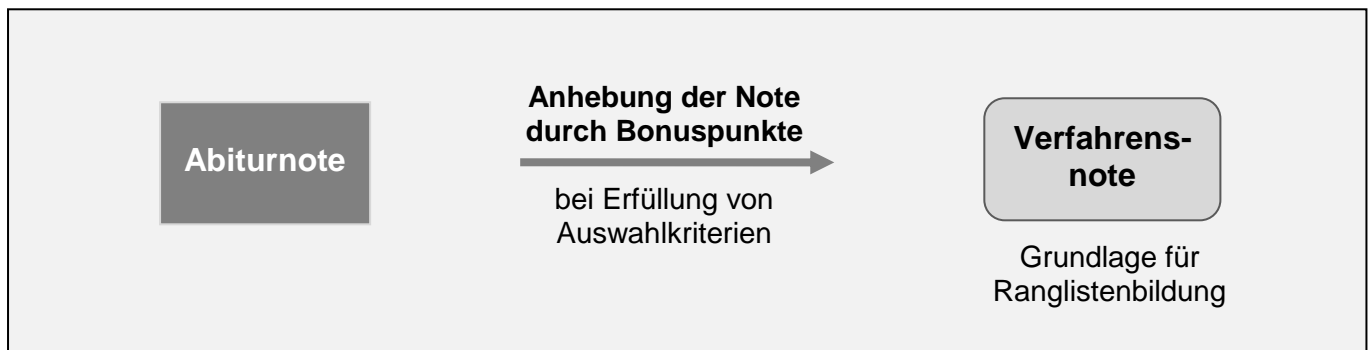 Abiturnote
Anhebung der Note
durch Bonuspunkte
bei Erfüllung von
Auswahlkriterien
Verfahrens-
note
Grundlage für
Ranglistenbildung